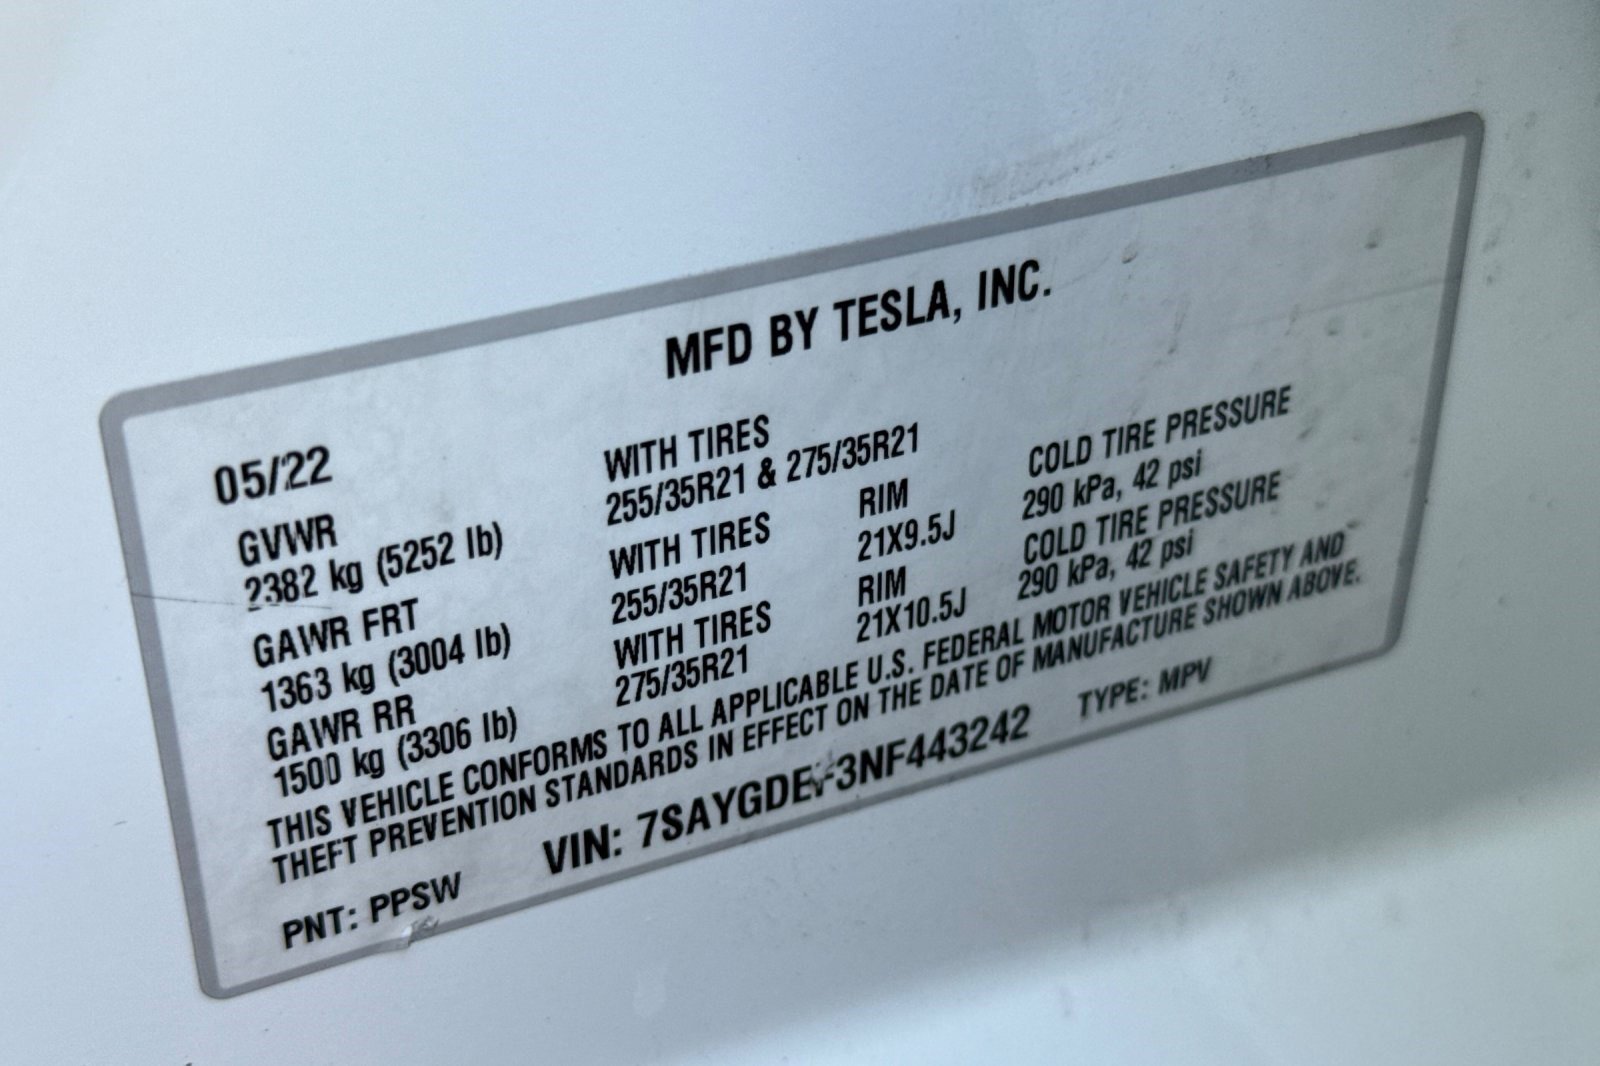 MFD BY TESLA, INC.
05/22
WITH TIRES
255/35R21 & 275/35R21
GVWR
2382 kg (5252 lb)
WITH TIRES RIM COLD TIRE PRESSURE
255/35R21 21X9.5J 290 kPa, 42 psi
GAWR FRT
1363 kg (3004 lb)
WITH TIRES RIM COLD TIRE PRESSURE
275/35R21 21X10.5J 290 kPa, 42 psi
GAWR RR
1500 kg (3306 lb)
THIS VEHICLE CONFORMS TO ALL APPLICABLE U.S. FEDERAL MOTOR VEHICLE SAFETY AND
THEFT PREVENTION STANDARDS IN EFFECT ON THE DATE OF MANUFACTURE SHOWN ABOVE.
PNT: PPSW VIN: 7SAYGDEF3NF443242 TYPE: MPV